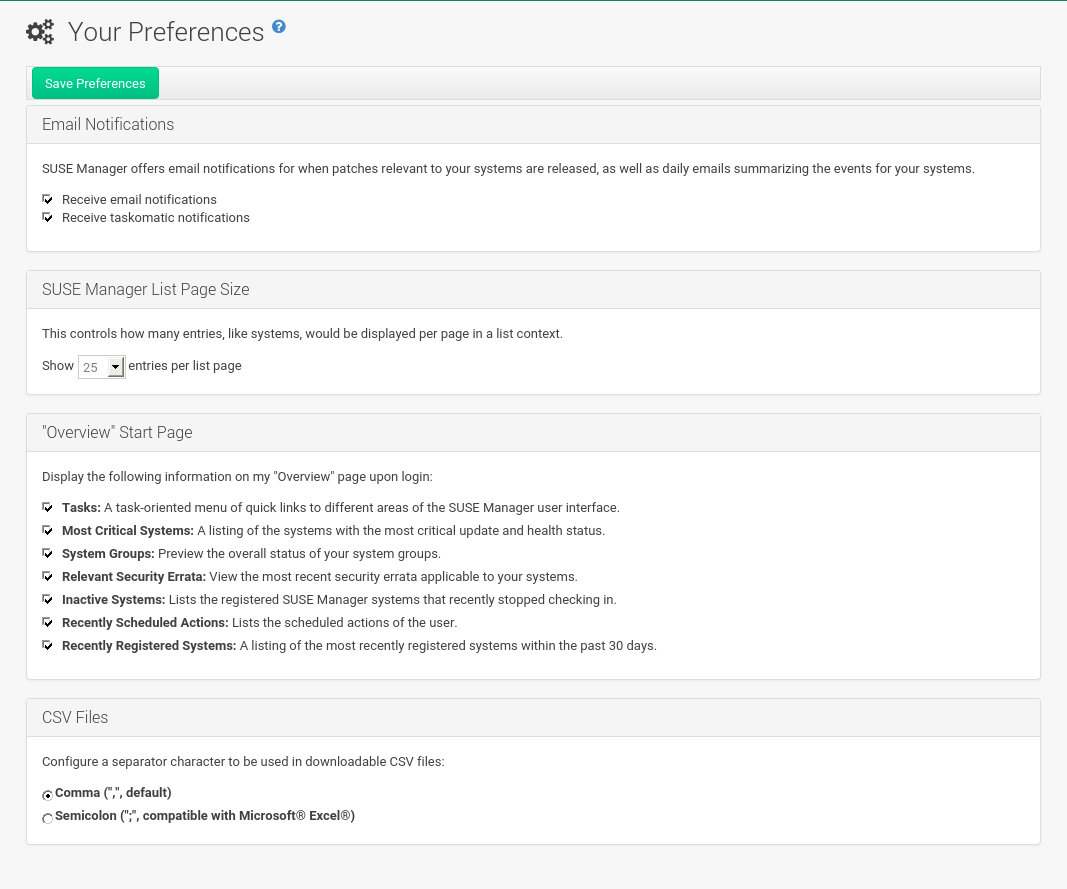 Your Preferences ?
Save Preferences
Email Notifications
SUSE Manager offers email notifications for when patches relevant to your systems are released, as well as daily emails summarizing the events for your systems.
Receive email notifications
Receive taskomatic notifications
SUSE Manager List Page Size
This controls how many entries, like systems, would be displayed per page in a list context.
Show 25 entries per list page
"Overview" Start Page
Display the following information on my "Overview" page upon login:
Tasks: A task-oriented menu of quick links to different areas of the SUSE Manager user interface.
Most Critical Systems: A listing of the systems with the most critical update and health status.
System Groups: Preview the overall status of your system groups.
Relevant Security Errata: View the most recent security errata applicable to your systems.
Inactive Systems: Lists the registered SUSE Manager systems that recently stopped checking in.
Recently Scheduled Actions: Lists the scheduled actions of the user.
Recently Registered Systems: A listing of the most recently registered systems within the past 30 days.
CSV Files
Configure a separator character to be used in downloadable CSV files:
Comma (",", default)
Semicolon (";", compatible with Microsoft® Excel®)